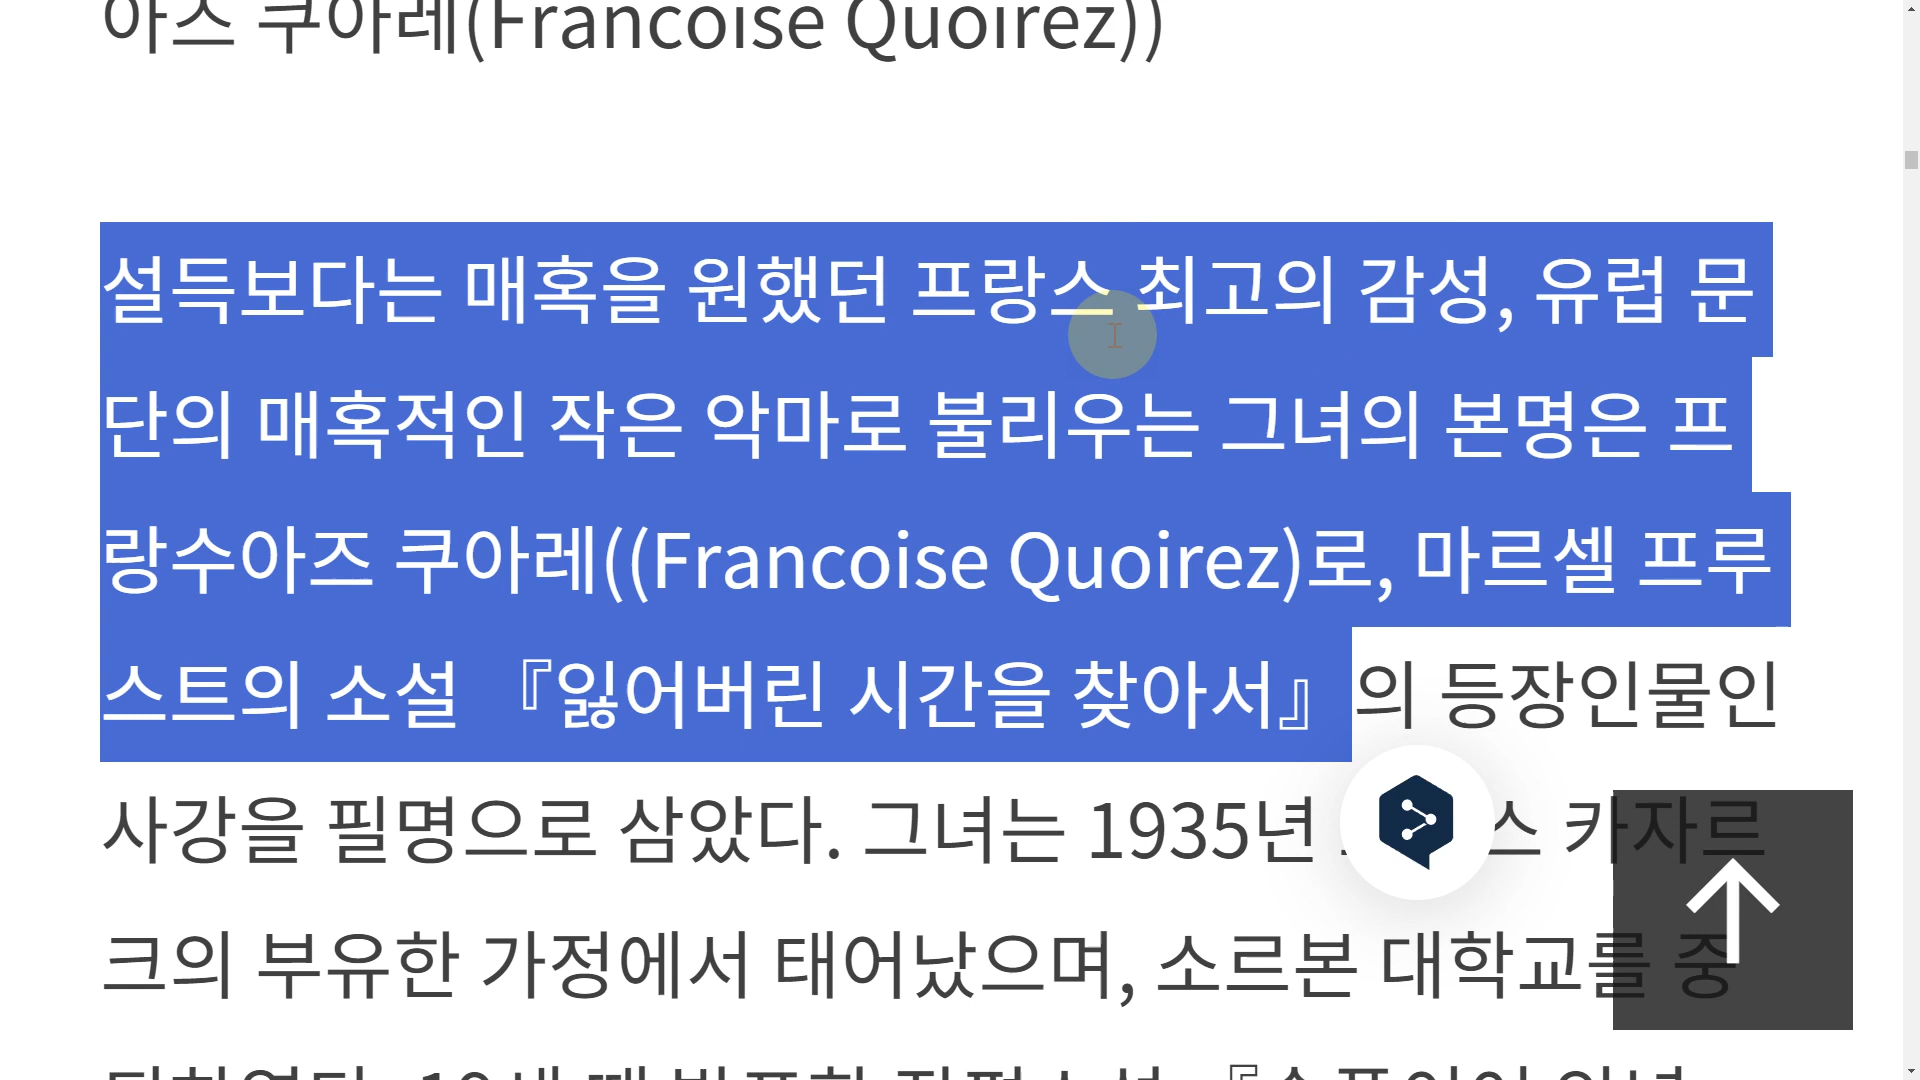 아즈 쿠아레(Francoise Quoirez))
설득보다는 매혹을 원했던 프랑스 최고의 감성, 유럽 문
단의 매혹적인 작은 악마로 불리우는 그녀의 본명은 프
랑수아즈 쿠아레((Francoise Quoirez)로, 마르셀 프루
스트의 소설 『잃어버린 시간을 찾아서』의 등장인물인
사강을 필명으로 삼았다. 그녀는 1935년 카자르
크의 부유한 가정에서 태어났으며, 소르본 대학교를 중